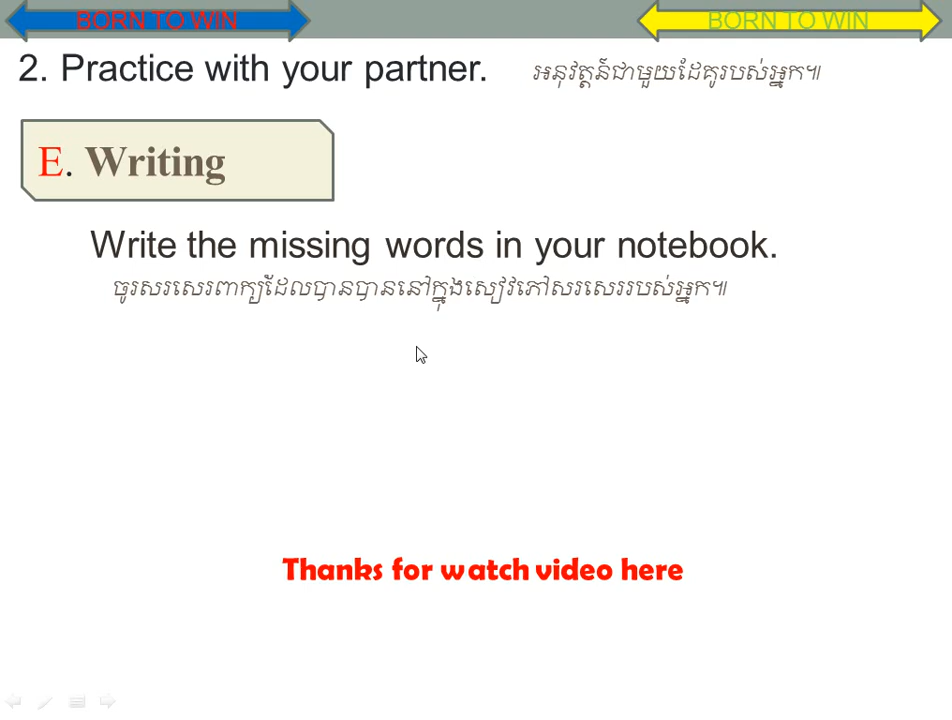 BORN TO WIN
BORN TO WIN
2. Practice with your partner. អនុវត្តន៍ជាមួយដៃគូរបស់អ្នក៕
E. Writing
Write the missing words in your notebook.
ចូរសរសេរពាក្យដែលបានបាននៅក្នុងសៀវភៅសរសេររបស់អ្នក៕
Thanks for watch video here